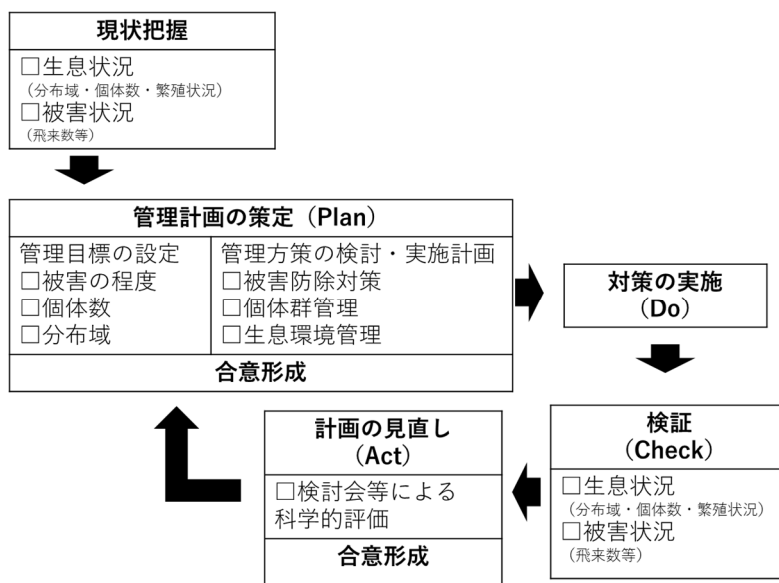 現状把握
□生息状況
（分布域・個体数・繁殖状況）
□被害状況
（飛来数等）
管理計画の策定（Plan）
管理目標の設定
□被害の程度
□個体数
□分布域
管理方策の検討・実施計画
□被害防除対策
□個体群管理
□生息環境管理
合意形成
対策の実施
（Do）
検証
（Check）
□生息状況
（分布域・個体数・繁殖状況）
□被害状況
（飛来数等）
計画の見直し
（Act）
□検討会等による
科学的評価
合意形成